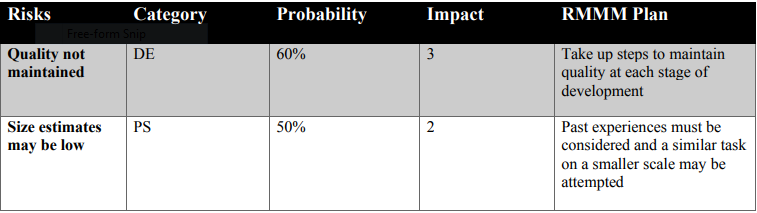 Risks Category Probability Impact RMMM Plan
Free-form Snip
Quality not DE 60% 3 Take up steps to maintain
maintained quality at each stage of
development
Size estimates PS 50% 2 Past experiences must be
may be low considered and a similar task
on a smaller scale may be
attempted